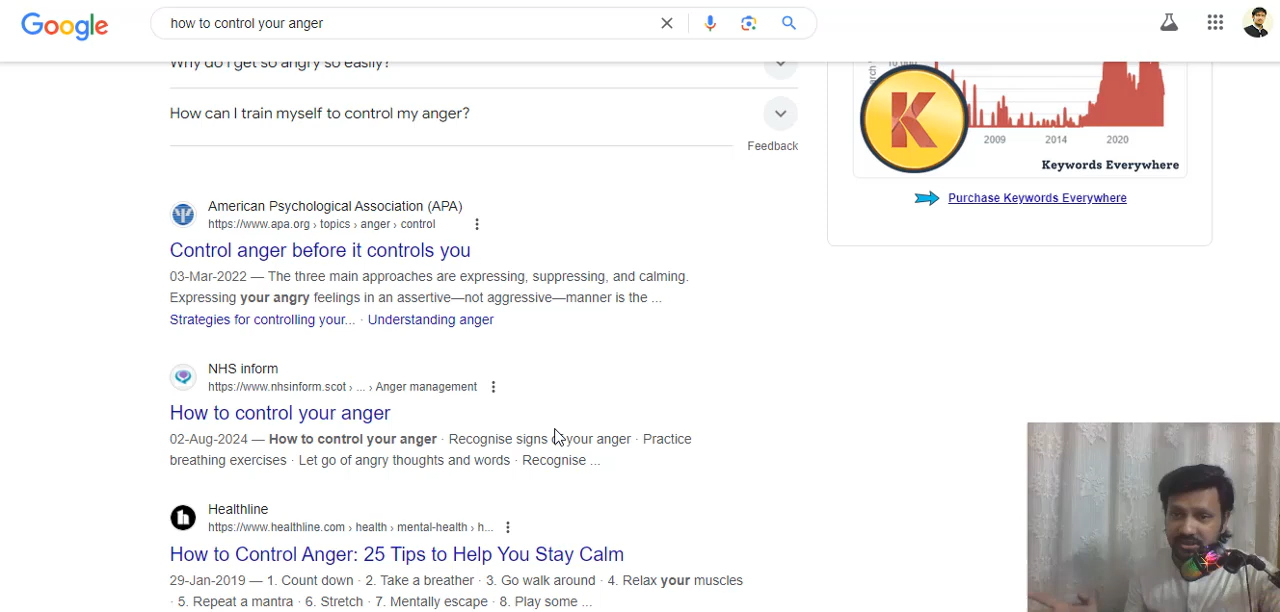 Google
how to control your anger
Why do I get so angry so easily?
How can I train myself to control my anger?
Feedback
American Psychological Association (APA)
https://www.apa.org › topics › anger › control
Control anger before it controls you
03-Mar-2022 — The three main approaches are expressing, suppressing, and calming.
Expressing your angry feelings in an assertive—not aggressive—manner is the ...
Strategies for controlling your... · Understanding anger
NHS inform
https://www.nhsinform.scot › ... › Anger management
How to control your anger
02-Aug-2024 — How to control your anger · Recognise signs of your anger · Practice
breathing exercises · Let go of angry thoughts and words · Recognise ...
Healthline
https://www.healthline.com › health › mental-health › h...
How to Control Anger: 25 Tips to Help You Stay Calm
29-Jan-2019 — 1. Count down · 2. Take a breather · 3. Go walk around · 4. Relax your muscles
· 5. Repeat a mantra · 6. Stretch · 7. Mentally escape · 8. Play some ...
K
2009 2014 2020
Keywords Everywhere
Purchase Keywords Everywhere